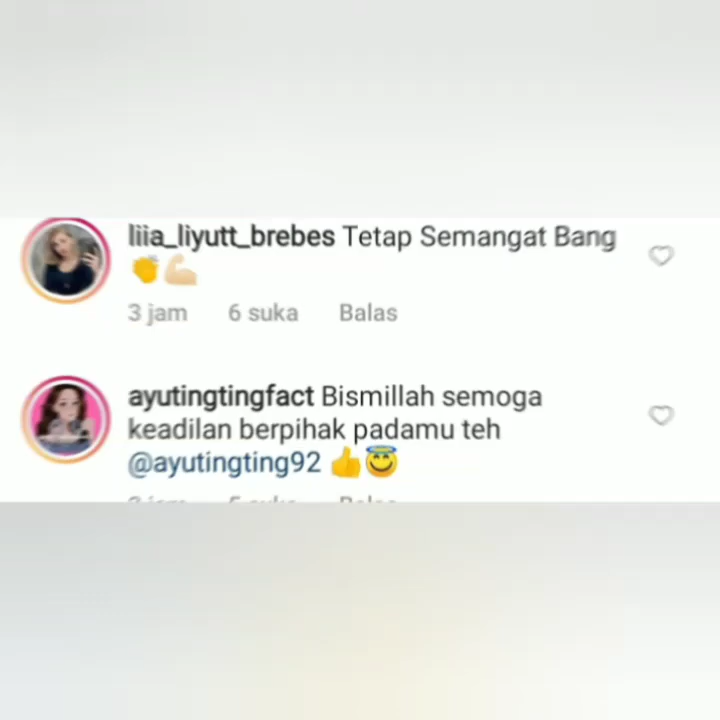 liia_liyutt_brebes Tetap Semangat Bang
👏💪🏼
3 jam 6 suka Balas
ayutingtingfact Bismillah semoga
keadilan berpihak padamu teh
@ayutingting92 👍😇